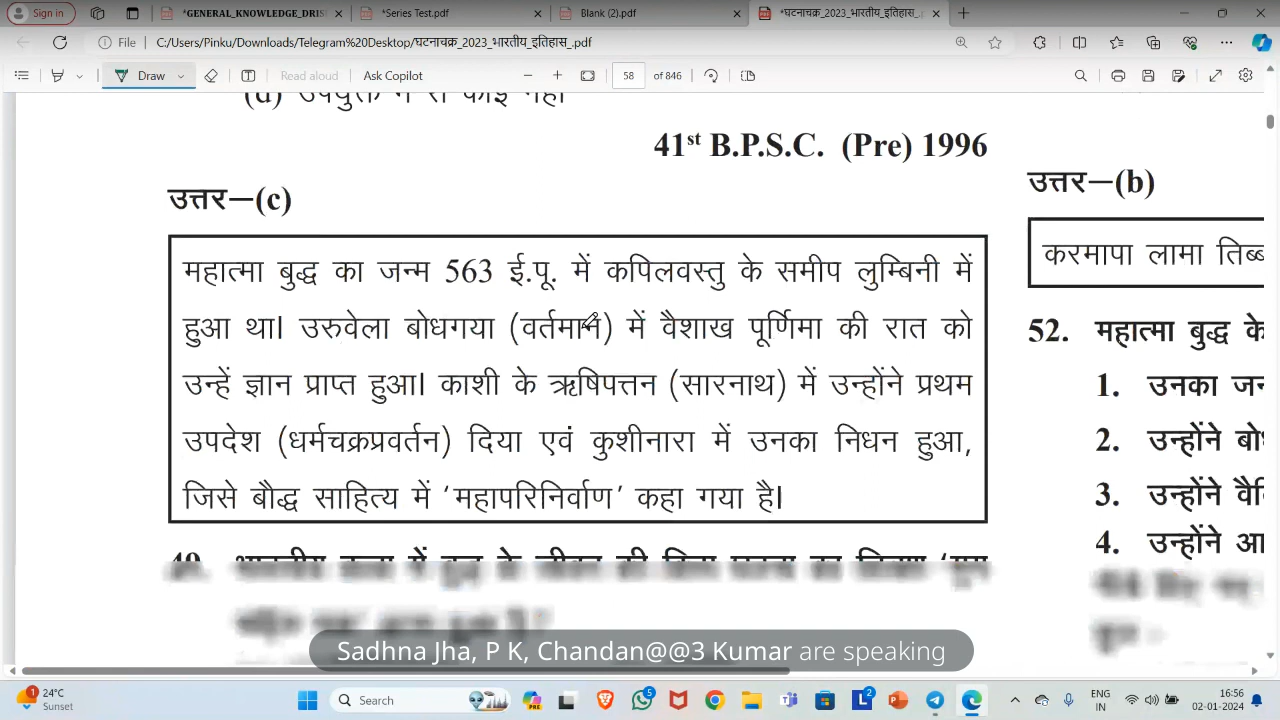 Sign in
*GENERAL_KNOWLEDGE_DRIS
*Series Test.pdf
Blank (2).pdf
*घटनाचक्र_2023_भारतीय_इतिहास_.p
File
C:/Users/Pinku/Downloads/Telegram%20Desktop/घटनाचक्र_2023_भारतीय_इतिहास_.pdf
Draw
Read aloud
Ask Copilot
58
of 846
41st B.P.S.C. (Pre) 1996
उत्तर–(c)
महात्मा बुद्ध का जन्म 563 ई.पू. में कपिलवस्तु के समीप लुम्बिनी में
हुआ था। उरुवेला बोधगया (वर्तमान) में वैशाख पूर्णिमा की रात को
उन्हें ज्ञान प्राप्त हुआ। काशी के ऋषिपत्तन (सारनाथ) में उन्होंने प्रथम
उपदेश (धर्मचक्रप्रवर्तन) दिया एवं कुशीनारा में उनका निधन हुआ,
जिसे बौद्ध साहित्य में ‘महापरिनिर्वाण’ कहा गया है।
उत्तर–(b)
करमापा लामा
52. महात्मा बुद्ध के
1. उनका
2. उन्होंने
3. उन्होंने
4. उन्होंने
Sadhna Jha, P K, Chandan@@3 Kumar are speaking
1
24°C
Sunset
Search
5
2
ENG
IN
16:56
02-01-2024